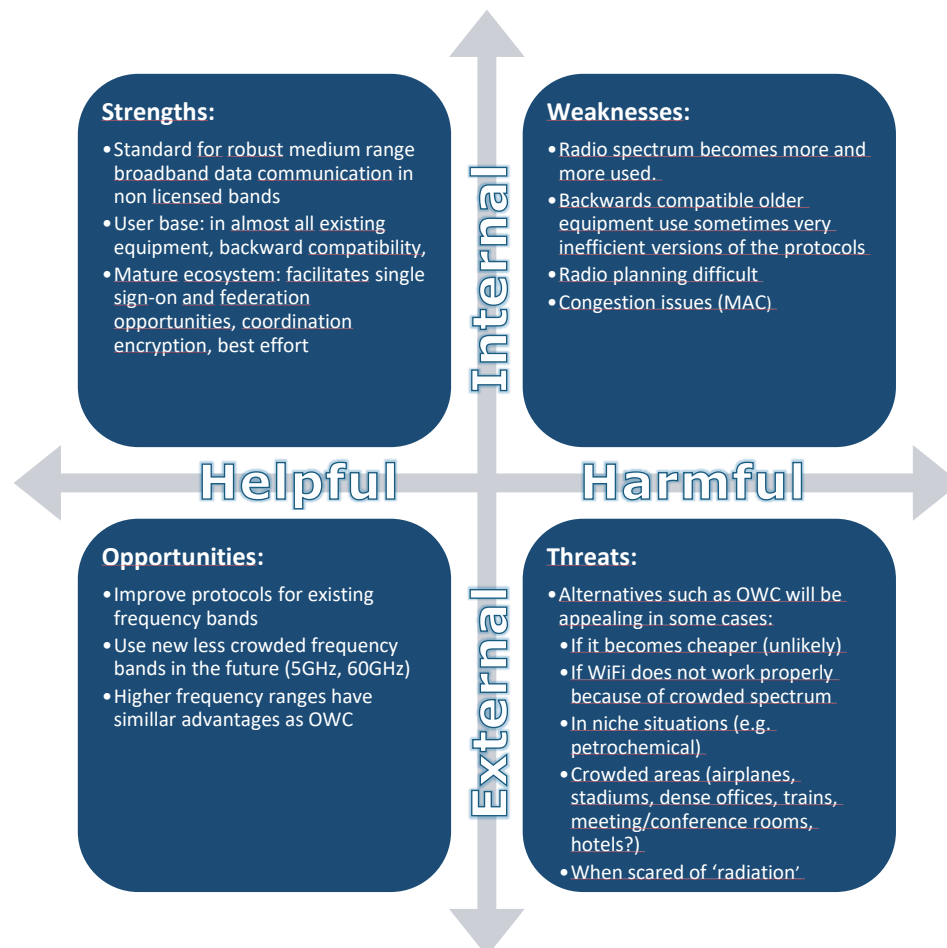 Strengths:
•Standard for robust medium range
broadband data communication in
non licensed bands
•User base: in almost all existing
equipment, backward compatibility,
•Mature ecosystem: facilitates single
sign-on and federation
opportunities, coordination
encryption, best effort
Weaknesses:
•Radio spectrum becomes more and
more used.
•Backwards compatible older
equipment use sometimes very
inefficient versions of the protocols
•Radio planning difficult
•Congestion issues (MAC)
Internal
Helpful
Harmful
Opportunities:
•Improve protocols for existing
frequency bands
•Use new less crowded frequency
bands in the future (5GHz, 60GHz)
•Higher frequency ranges have
simillar advantages as OWC
External
Threats:
•Alternatives such as OWC will be
appealing in some cases:
•If it becomes cheaper (unlikely)
•If WiFi does not work properly
because of crowded spectrum
•In niche situations (e.g.
petrochemical)
•Crowded areas (airplanes,
stadiums, dense offices, trains,
meeting/conference rooms,
hotels?)
•When scared of ‘radiation’